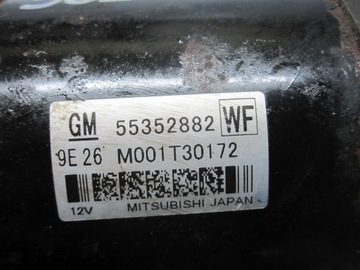 GM 55352882 WF
9E 26 M001T30172
12V MITSUBISHI JAPAN